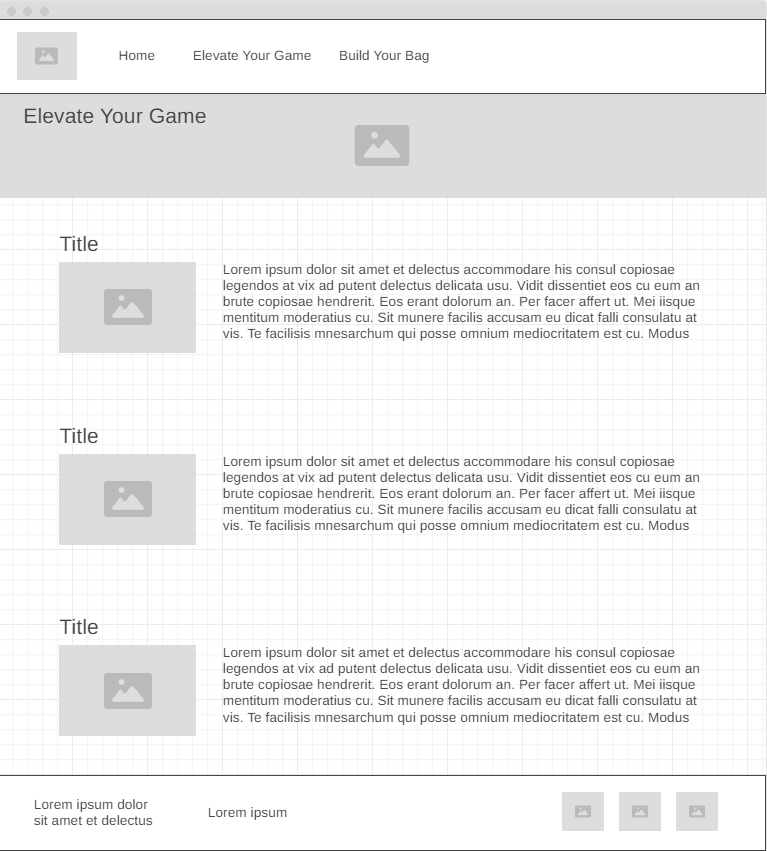 Home Elevate Your Game Build Your Bag
Elevate Your Game
Title
Lorem ipsum dolor sit amet et delectus accommodare his consul copiosae
legendos at vix ad putent delectus delicata usu. Vidit dissentiet eos cu eum an
brute copiosae hendrerit. Eos erant dolorum an. Per facer affert ut. Mei iisque
mentitum moderatius cu. Sit munere facilis accusam eu dicat falli consulatu at
vis. Te facilisis mnesarchum qui posse omnium mediocritatem est cu. Modus
Title
Lorem ipsum dolor sit amet et delectus accommodare his consul copiosae
legendos at vix ad putent delectus delicata usu. Vidit dissentiet eos cu eum an
brute copiosae hendrerit. Eos erant dolorum an. Per facer affert ut. Mei iisque
mentitum moderatius cu. Sit munere facilis accusam eu dicat falli consulatu at
vis. Te facilisis mnesarchum qui posse omnium mediocritatem est cu. Modus
Title
Lorem ipsum dolor sit amet et delectus accommodare his consul copiosae
legendos at vix ad putent delectus delicata usu. Vidit dissentiet eos cu eum an
brute copiosae hendrerit. Eos erant dolorum an. Per facer affert ut. Mei iisque
mentitum moderatius cu. Sit munere facilis accusam eu dicat falli consulatu at
vis. Te facilisis mnesarchum qui posse omnium mediocritatem est cu. Modus
Lorem ipsum dolor
sit amet et delectus
Lorem ipsum